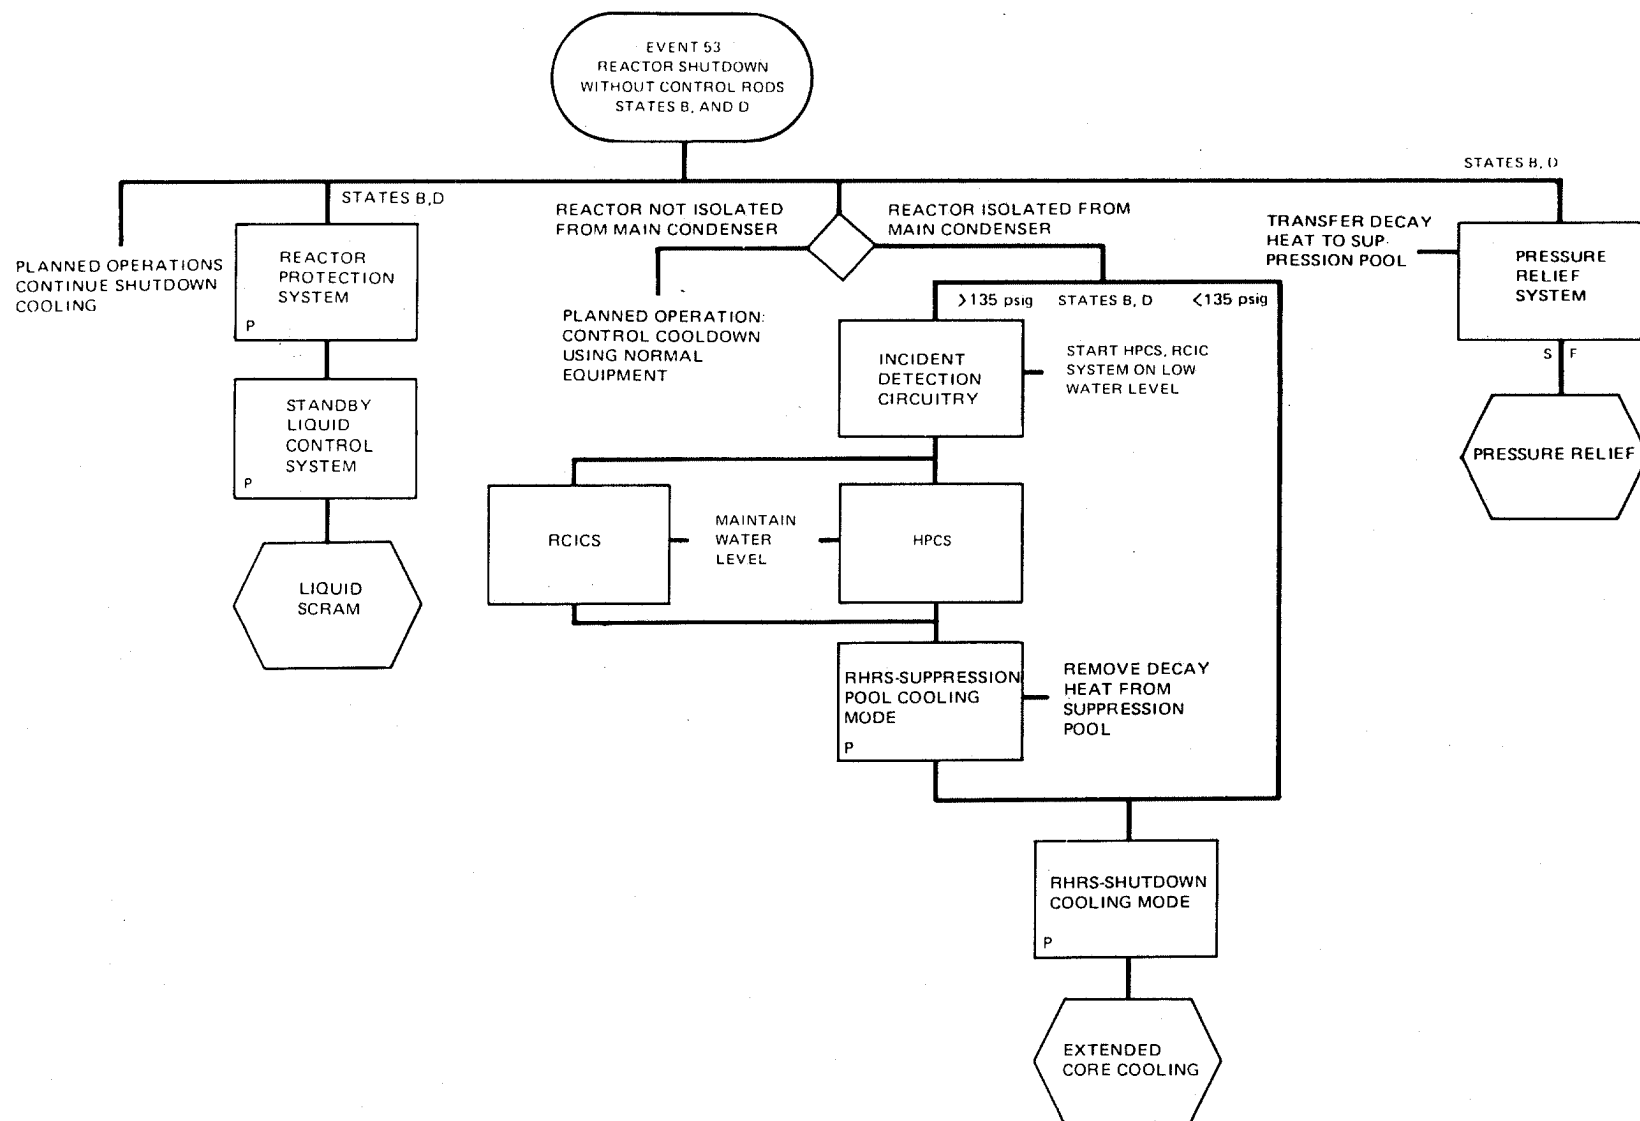 EVENT 53
REACTOR SHUTDOWN
WITHOUT CONTROL RODS
STATES B, AND D
STATES B, D
STATES B,D
REACTOR NOT ISOLATED
FROM MAIN CONDENSER
REACTOR ISOLATED FROM
MAIN CONDENSER
TRANSFER DECAY
HEAT TO SUP-
PRESSION POOL
PRESSURE
RELIEF
SYSTEM
PLANNED OPERATIONS
CONTINUE SHUTDOWN
COOLING
REACTOR
PROTECTION
SYSTEM
P
>135 psig
STATES B, D
<135 psig
PLANNED OPERATION:
CONTROL COOLDOWN
USING NORMAL
EQUIPMENT
INCIDENT
DETECTION
CIRCUITRY
START HPCS, RCIC
SYSTEM ON LOW
WATER LEVEL
S F
STANDBY
LIQUID
CONTROL
SYSTEM
P
PRESSURE RELIEF
RCICS
MAINTAIN
WATER
LEVEL
HPCS
LIQUID
SCRAM
RHRS-SUPPRESSION
POOL COOLING
MODE
P
REMOVE DECAY
HEAT FROM
SUPPRESSION
POOL
RHRS-SHUTDOWN
COOLING MODE
P
EXTENDED
CORE COOLING